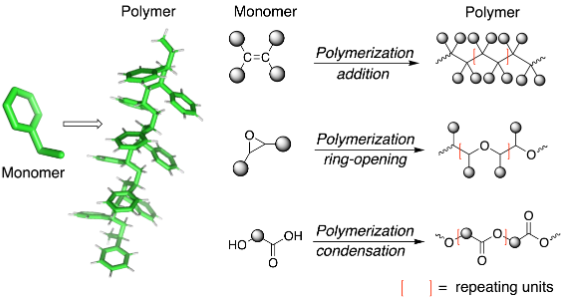 Polymer
Monomer
Monomer
Polymer
C=C
Polymerization
addition
O
Polymerization
ring-opening
O
O
HO
OH
O
Polymerization
condensation
O
O
O
O
O
[ ] = repeating units